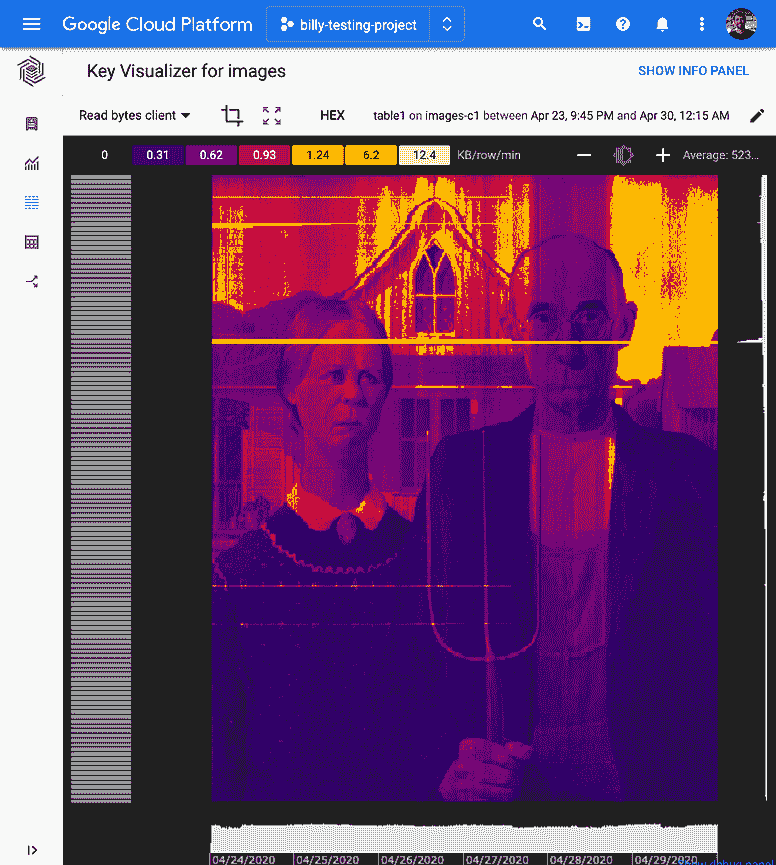 Google Cloud Platform billy-testing-project
Key Visualizer for images SHOW INFO PANEL
Read bytes client HEX table1 on images-c1 between Apr 23, 9:45 PM and Apr 30, 12:15 AM
0 0.31 0.62 0.93 1.24 6.2 12.4 KB/row/min Average: 523...
04/24/2020 04/25/2020 04/26/2020 04/27/2020 04/28/2020 04/29/2020
debug panel